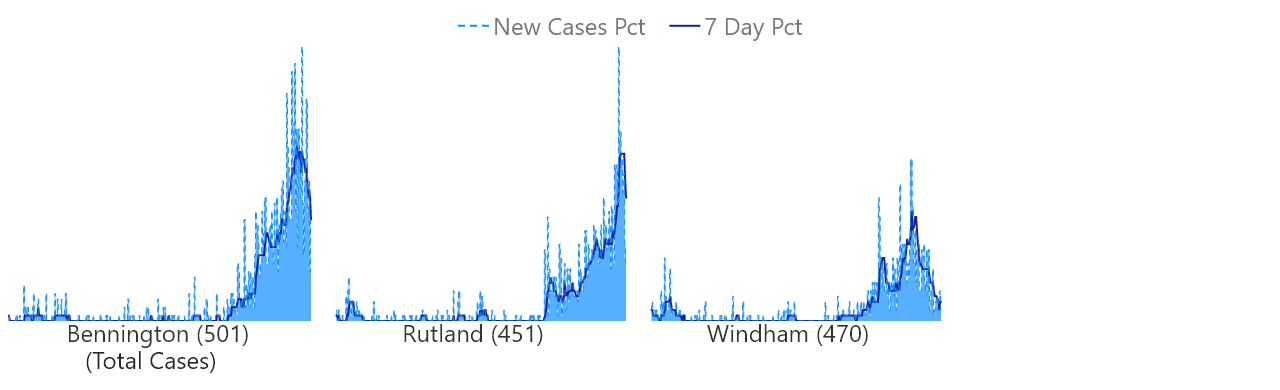 New Cases Pct 7 Day Pct
Bennington (501) Rutland (451) Windham (470)
(Total Cases)